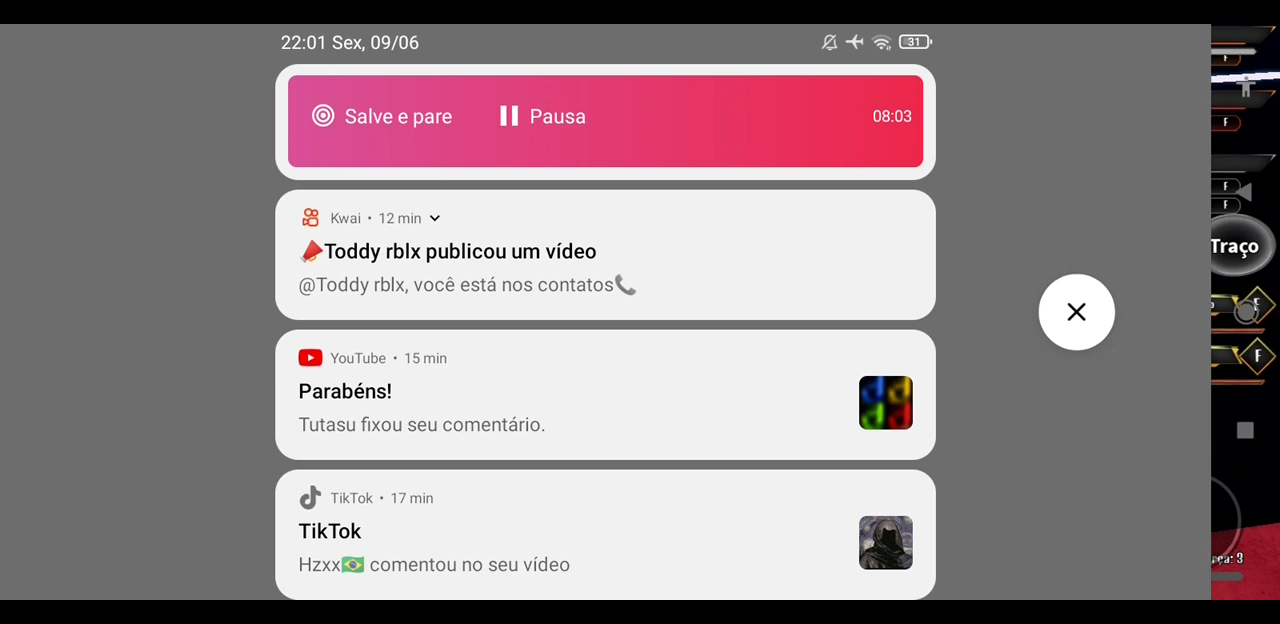 22:01 Sex, 09/06
31
Salve e pare
Pausa
08:03
Kwai • 12 min
📣Toddy rblx publicou um vídeo
@Toddy rblx, você está nos contatos📞
YouTube • 15 min
Parabéns!
Tutasu fixou seu comentário.
TikTok • 17 min
TikTok
Hzxx🇧🇷 comentou no seu vídeo
F
F
F
F
Traço
F
F